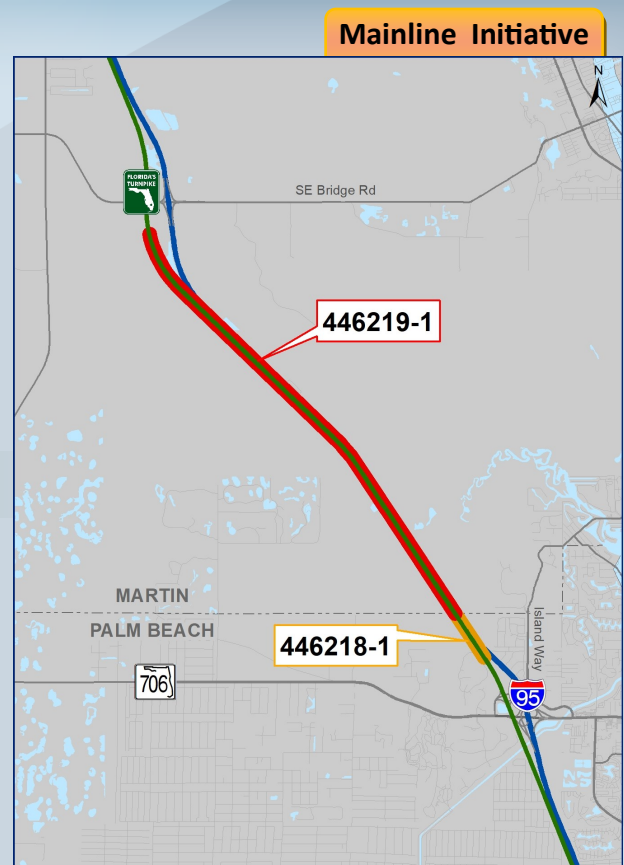 Mainline Initiative
N
FLORIDA'S
TURNPIKE
SE Bridge Rd
446219-1
MARTIN
PALM BEACH
446218-1
Island Way
706
95